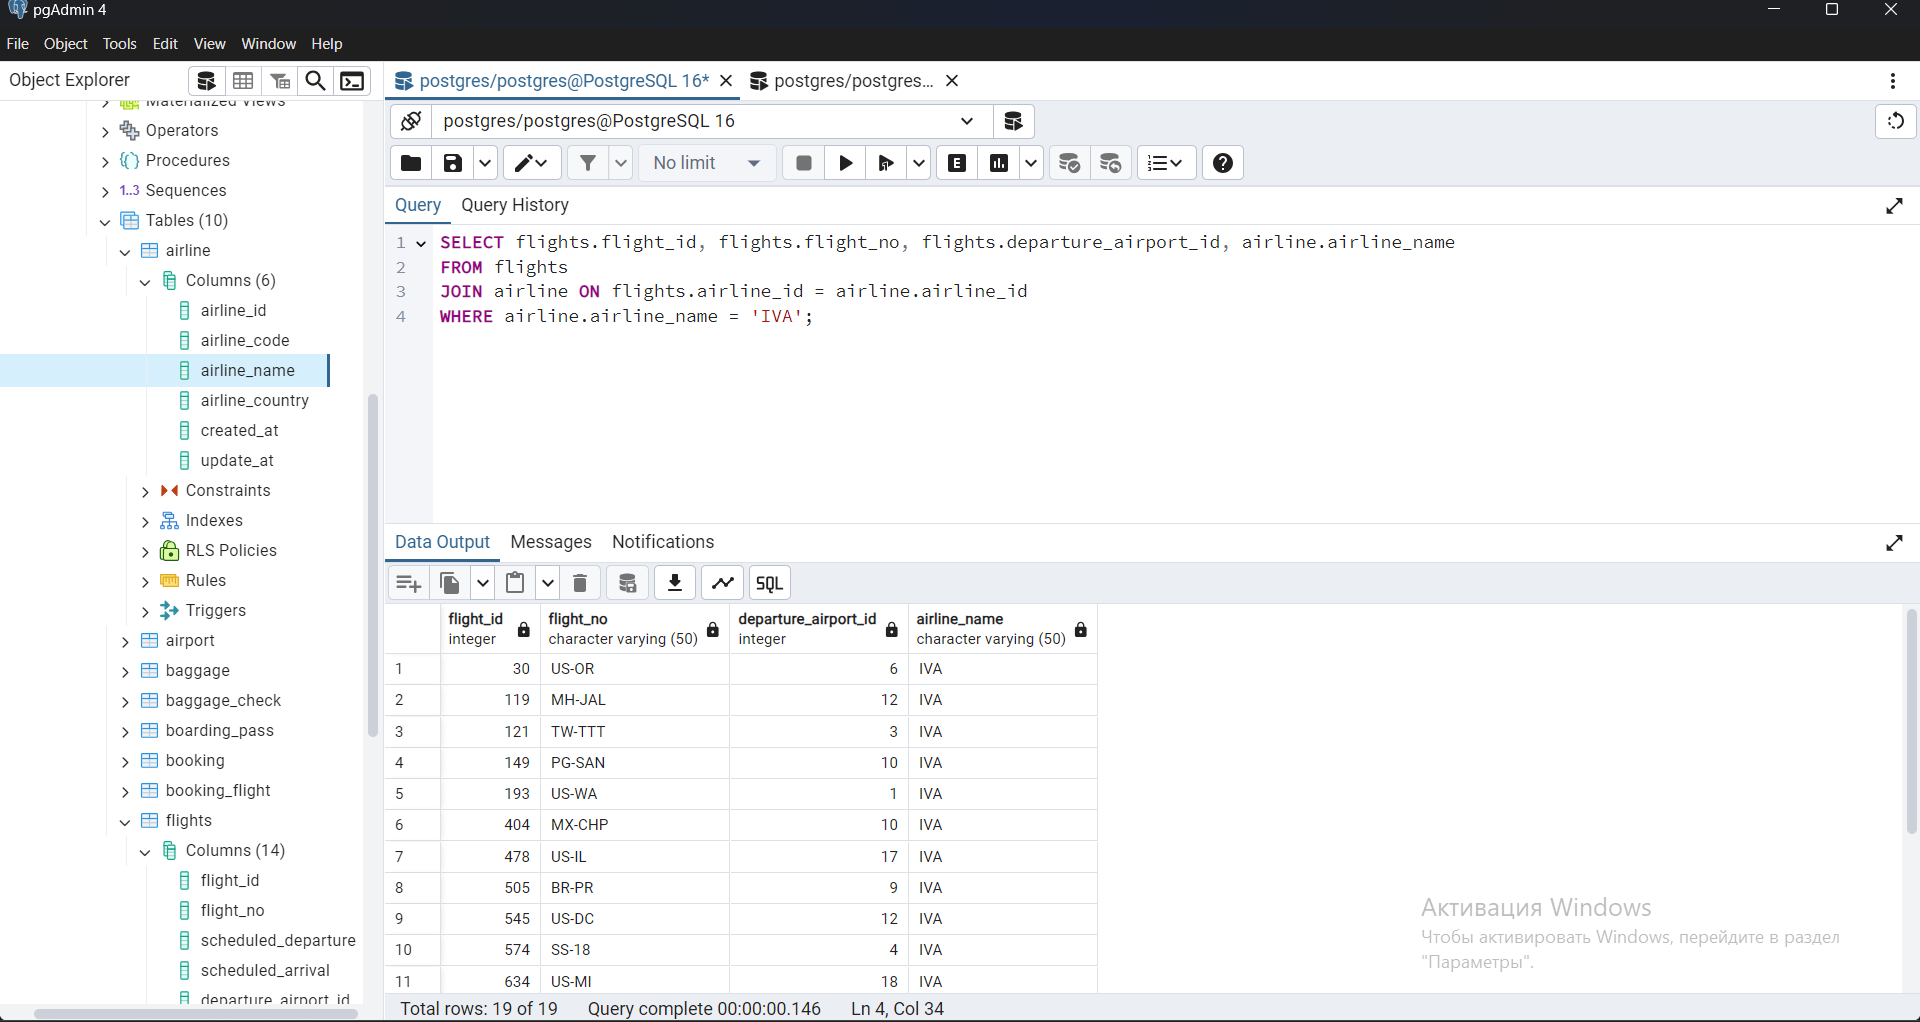 pgAdmin 4
File Object Tools Edit View Window Help
Object Explorer
postgres/postgres@PostgreSQL 16*
postgres/postgres...
Materialized Views
Operators
Procedures
1..3 Sequences
Tables (10)
airline
Columns (6)
airline_id
airline_code
airline_name
airline_country
created_at
update_at
Constraints
Indexes
RLS Policies
Rules
Triggers
airport
baggage
baggage_check
boarding_pass
booking
booking_flight
flights
Columns (14)
flight_id
flight_no
scheduled_departure
scheduled_arrival
departure_airport_id
postgres/postgres@PostgreSQL 16
No limit
E
Query Query History
1 SELECT flights.flight_id, flights.flight_no, flights.departure_airport_id, airline.airline_name
2 FROM flights
3 JOIN airline ON flights.airline_id = airline.airline_id
4 WHERE airline.airline_name = 'IVA';
Data Output Messages Notifications
SQL
flight_id flight_no departure_airport_id airline_name
integer character varying (50) integer character varying (50)
1 30 US-OR 6 IVA
2 119 MH-JAL 12 IVA
3 121 TW-TTT 3 IVA
4 149 PG-SAN 10 IVA
5 193 US-WA 1 IVA
6 404 MX-CHP 10 IVA
7 478 US-IL 17 IVA
8 505 BR-PR 9 IVA
9 545 US-DC 12 IVA
10 574 SS-18 4 IVA
11 634 US-MI 18 IVA
Активация Windows
Чтобы активировать Windows, перейдите в раздел
"Параметры".
Total rows: 19 of 19 Query complete 00:00:00.146 Ln 4, Col 34